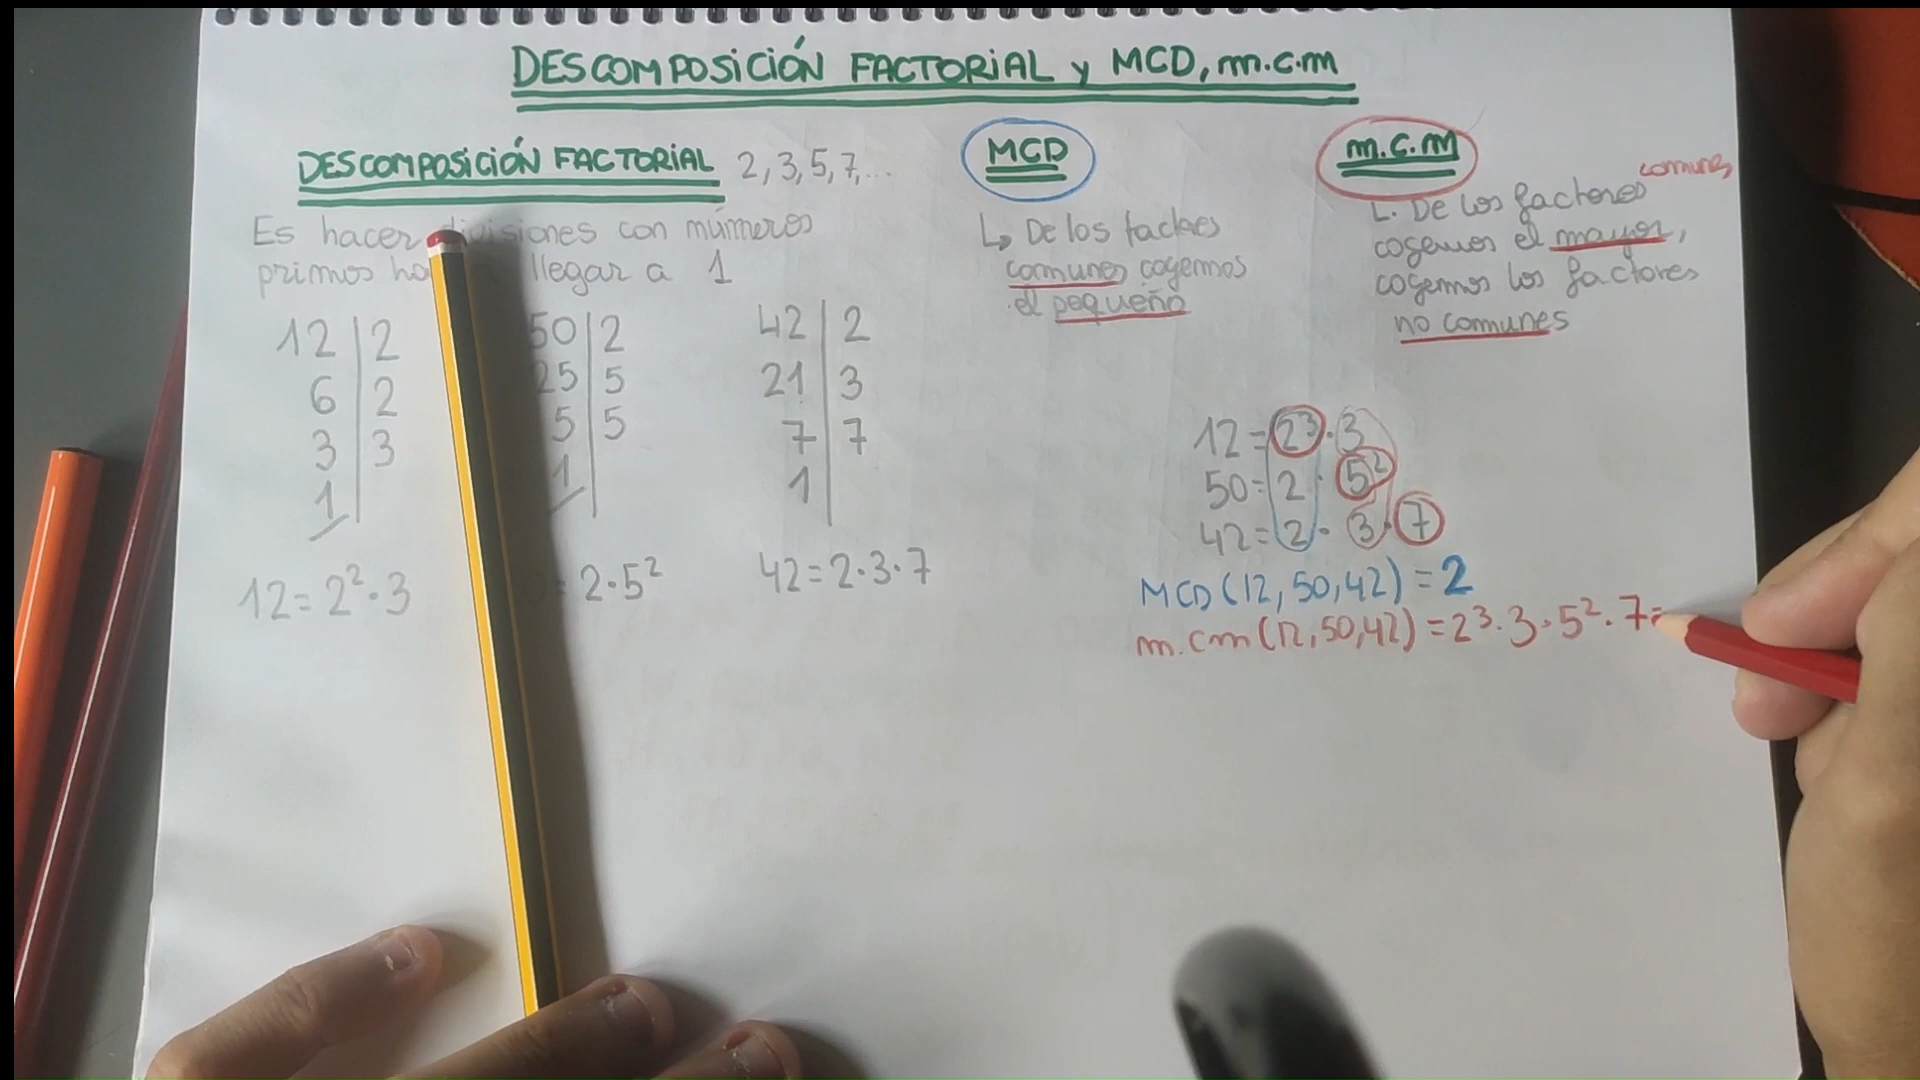 DESCOMPOSICIÓN FACTORIAL y MCD, m.c.m
DESCOMPOSICIÓN FACTORIAL 2, 3, 5, 7, ...
Es hacer divisiones con números
primos llegar a 1
12 | 2
6 | 2
3 | 3
1
12 = 2² · 3
50 | 2
25 | 5
5 | 5
1
= 2 · 5²
42 | 2
21 | 3
7 | 7
1
42 = 2 · 3 · 7
MCD
↳ De los factores
comunes cogemos
el pequeño
m.c.m
comunes
L. De los factores
cogemos el mayor,
cogemos los factores
no comunes
12 = 2³ · 3
50 = 2 · 5²
42 = 2 · 3 · 7
MCD (12, 50, 42) = 2
m.cm (12, 50, 42) = 2³ · 3 · 5² · 7 =